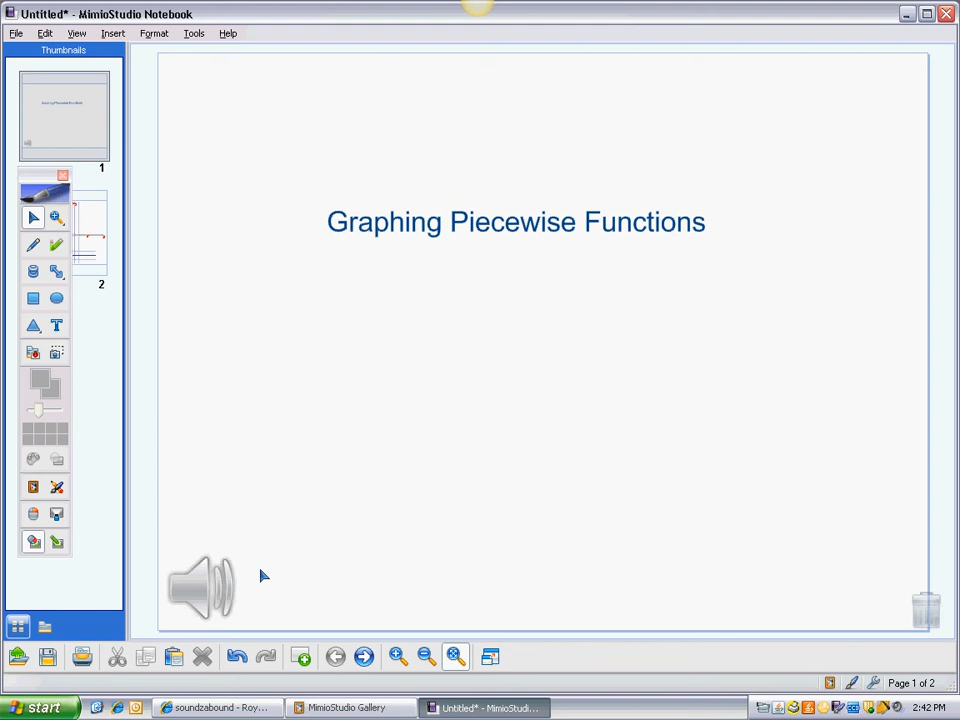 Untitled* - MimioStudio Notebook
File Edit View Insert Format Tools Help
Thumbnails
1
2
Graphing Piecewise Functions
T
Page 1 of 2
start
soundzabound - Roy...
MimioStudio Gallery
Untitled* - MimioStudi...
2:42 PM